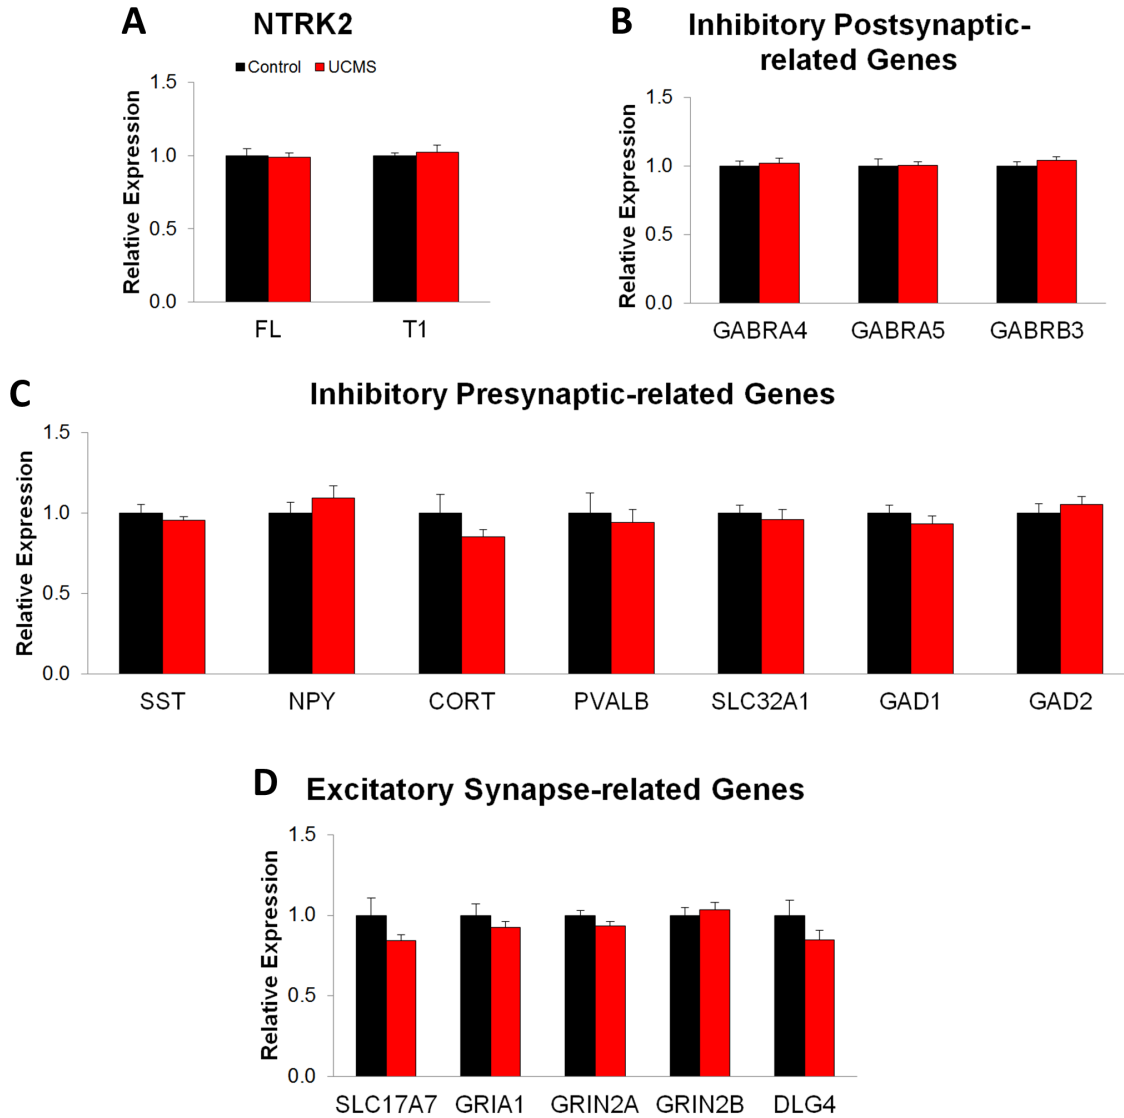 A
NTRK2
Control UCMS
Relative Expression
1.5
1.0
0.5
0.0
FL T1
B
Inhibitory Postsynaptic-
related Genes
Relative Expression
1.5
1.0
0.5
0.0
GABRA4 GABRA5 GABRB3
C
Inhibitory Presynaptic-related Genes
Relative Expression
1.5
1.0
0.5
0.0
SST NPY CORT PVALB SLC32A1 GAD1 GAD2
D
Excitatory Synapse-related Genes
Relative Expression
1.5
1.0
0.5
0.0
SLC17A7 GRIA1 GRIN2A GRIN2B DLG4